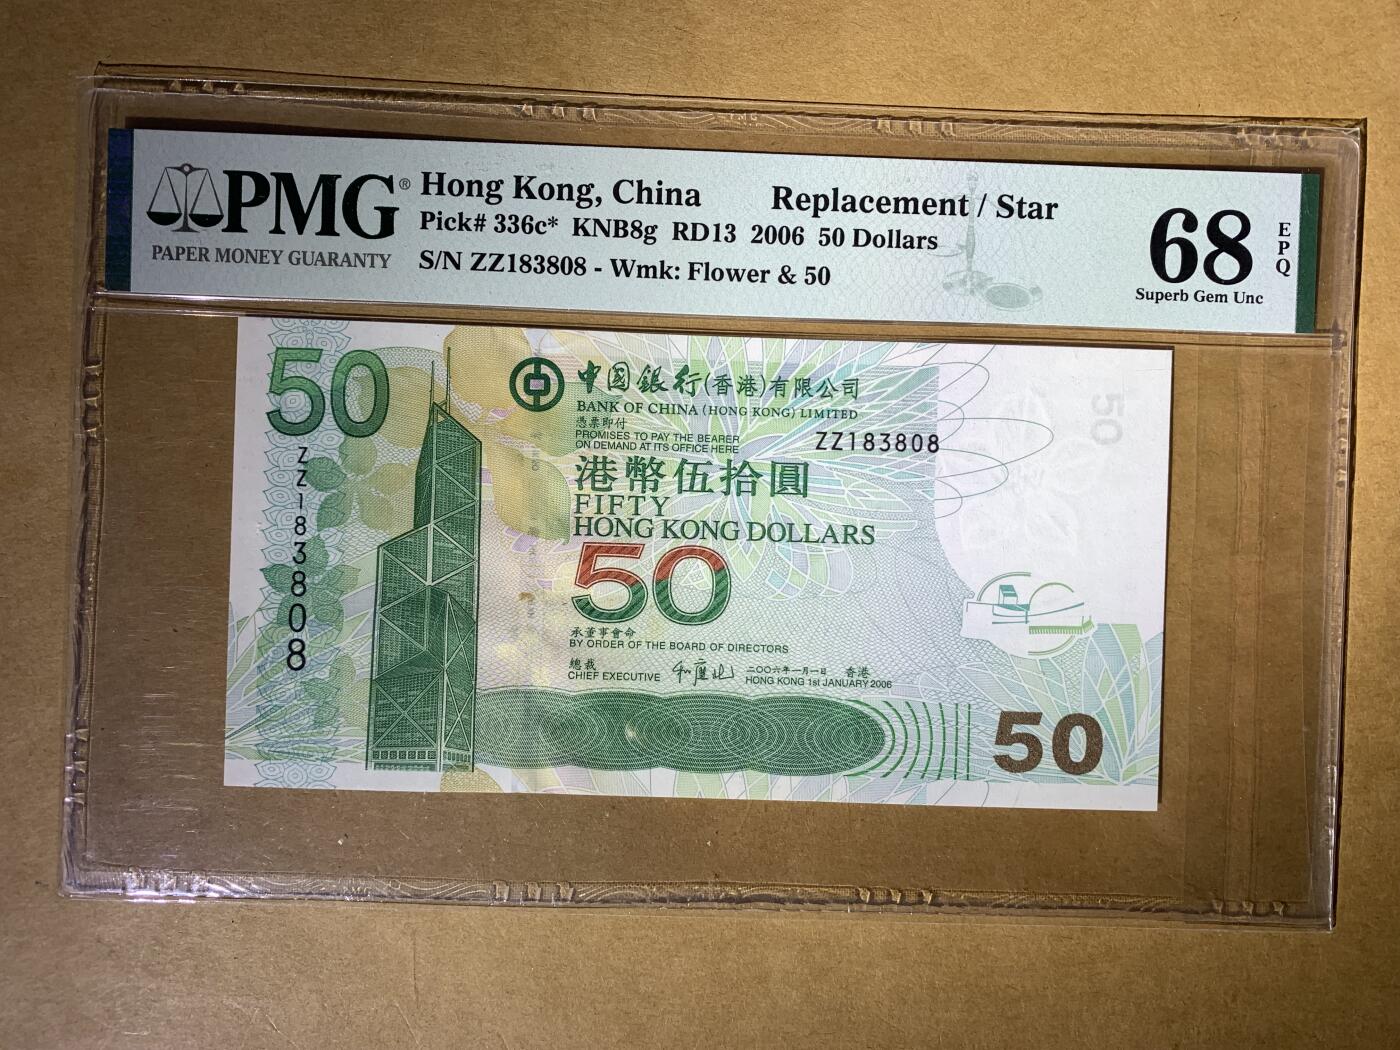 PMG®
PAPER MONEY GUARANTY
Hong Kong, China Replacement / Star
Pick# 336c* KNB8g RD13 2006 50 Dollars
S/N ZZ183808 - Wmk: Flower & 50
68
EPQ
Superb Gem Unc
50
ZZ183808
中國銀行(香港)有限公司
BANK OF CHINA (HONG KONG) LIMITED
憑票即付
PROMISES TO PAY THE BEARER
ON DEMAND AT ITS OFFICE HERE
ZZ183808
港幣伍拾圓
FIFTY
HONG KONG DOLLARS
50
承董事會命
BY ORDER OF THE BOARD OF DIRECTORS
總裁
CHIEF EXECUTIVE
二〇〇六年一月一日 香港
HONG KONG 1st JANUARY 2006
50
50